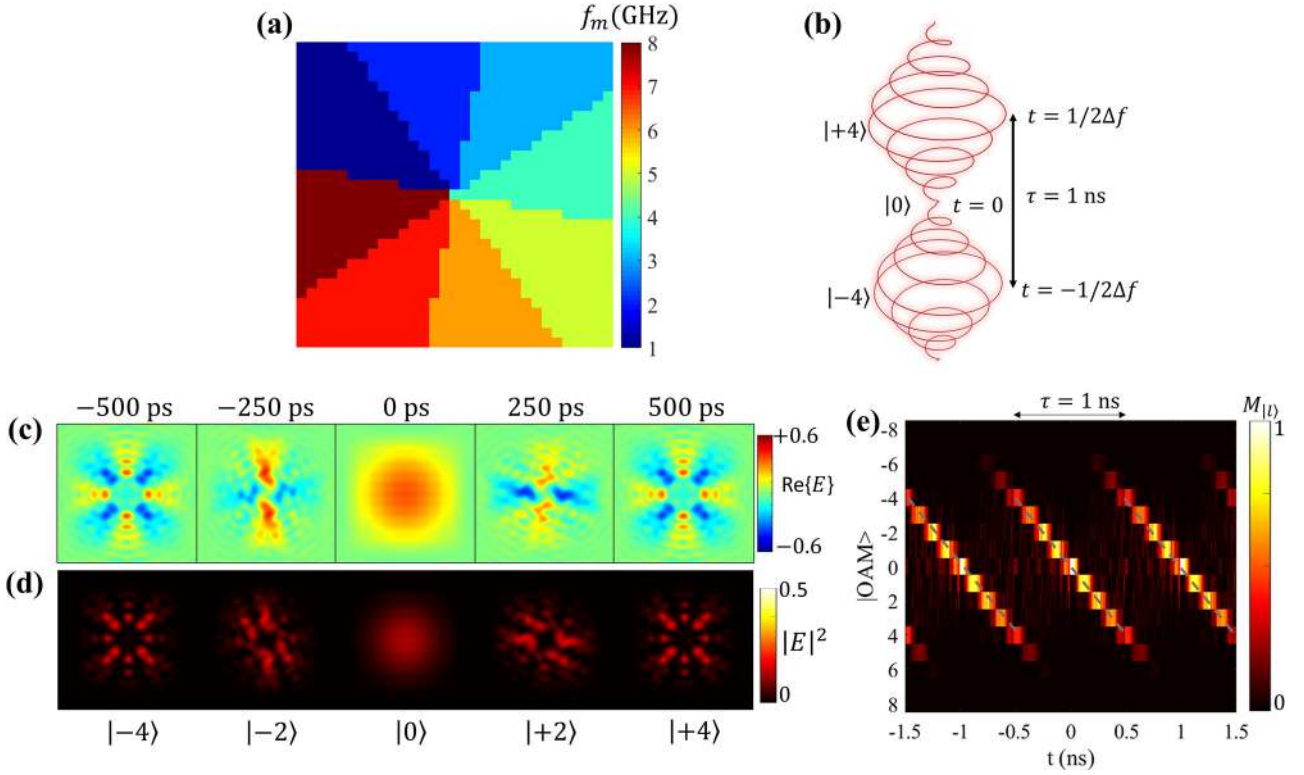 (a)
f_m(GHz)
8
7
6
5
4
3
2
1
(b)
|+4⟩
t = 1/2Δf
|0⟩
t = 0
τ = 1 ns
|−4⟩
t = −1/2Δf
(c)
−500 ps
−250 ps
0 ps
250 ps
500 ps
+0.6
Re{E}
−0.6
(d)
0.5
|E|²
0
|−4⟩
|−2⟩
|0⟩
|+2⟩
|+4⟩
(e)
τ = 1 ns
M_|l⟩
1
0
|OAM>
-8
-6
-4
-2
0
2
4
6
8
-1.5
-1
-0.5
0
0.5
1
1.5
t (ns)